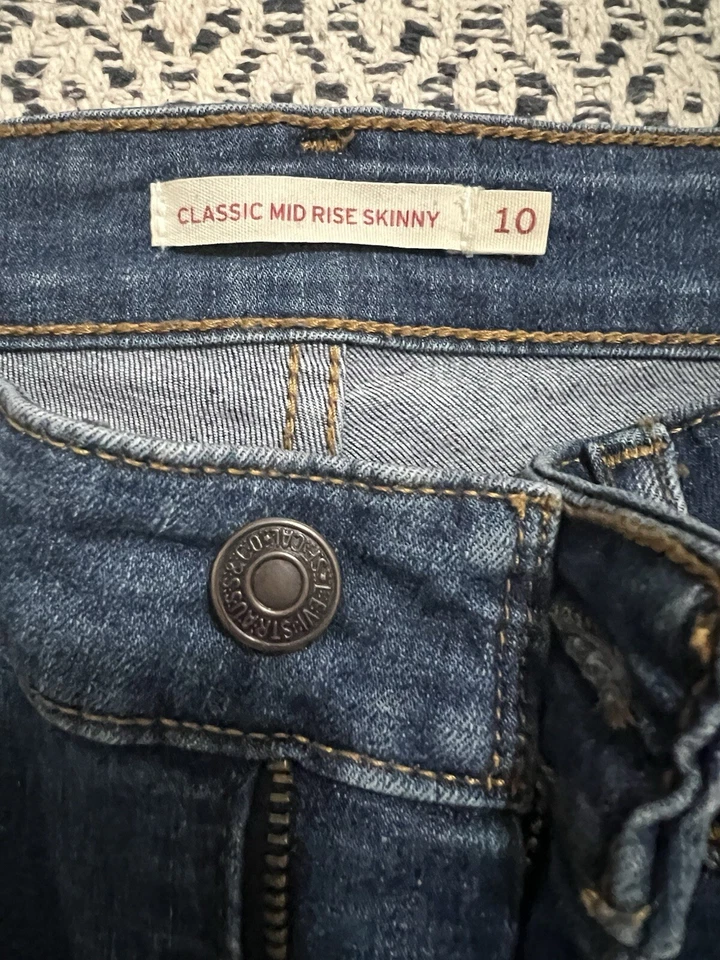 CLASSIC MID RISE SKINNY 10
LEVI STRAUSS & CO. S.F. CAL.